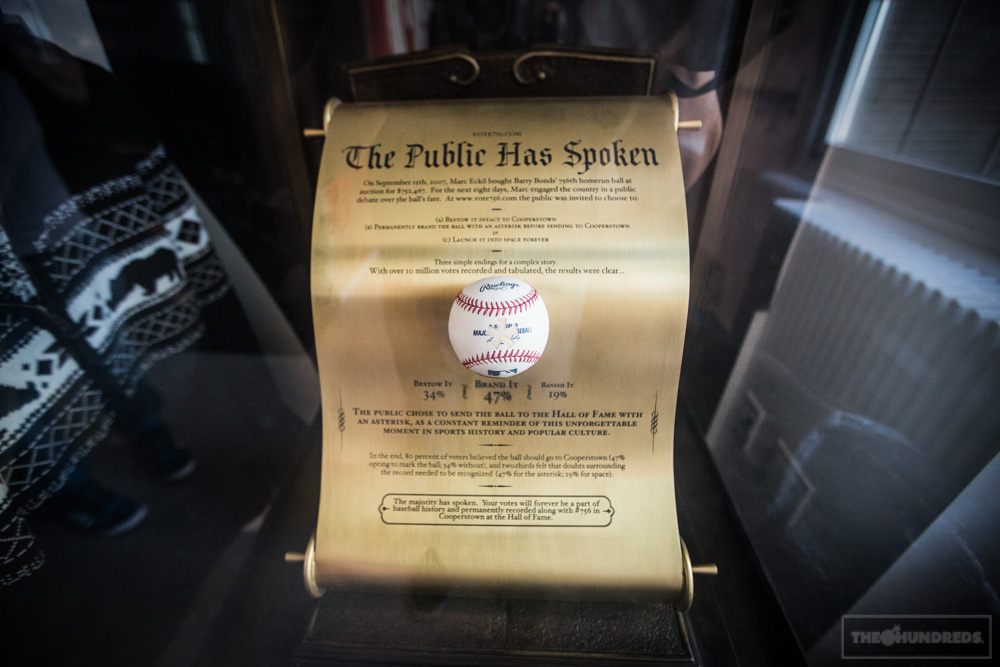 VOTE756.COM
The Public Has Spoken
On September 15th, 2007, Marc Eckō bought Barry Bonds' 756th homerun ball at
auction for $752,467. For the next eight days, Marc engaged the country in a public
debate over the ball's fate. At www.vote756.com the public was invited to choose to:
(A) Bestow it intact to Cooperstown
(B) Permanently brand the ball with an asterisk before sending to Cooperstown
or
(C) Launch it into space forever
Three simple endings for a complex story.
With over 10 million votes recorded and tabulated, the results were clear...
Rawlings
Bestow It Brand It Banish It
34% 47% 19%
The public chose to send the ball to the Hall of Fame with
an asterisk, as a constant reminder of this unforgettable
moment in sports history and popular culture.
In the end, 80 percent of voters believed the ball should go to Cooperstown (47%
opting to mark the ball; 34% without), and two-thirds felt that doubts surrounding
the record needed to be recognized (47% for the asterisk; 19% for space).
The majority has spoken. Your votes will forever be a part of
baseball history and permanently recorded along with #756 in
Cooperstown at the Hall of Fame.
THE HUNDREDS.